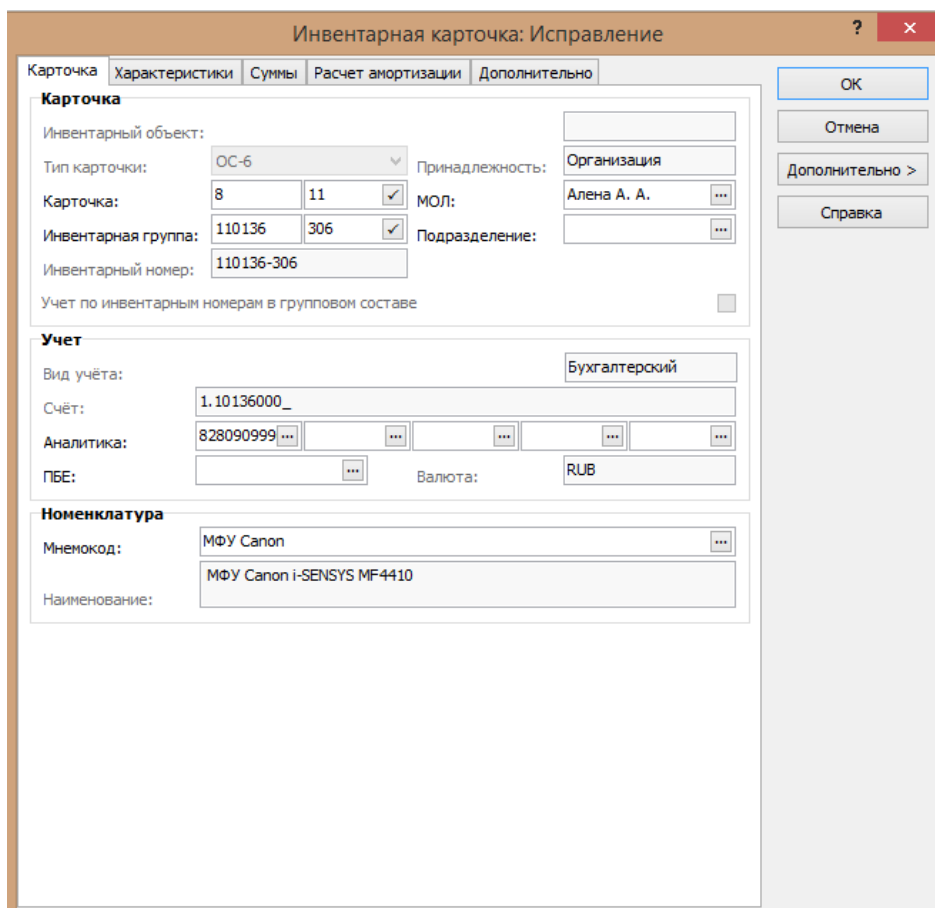 Инвентарная карточка: Исправление ? ×
Карточка Характеристики Суммы Расчет амортизации Дополнительно
OK
Карточка
Инвентарный объект:
Отмена
Тип карточки: ОС-6 Принадлежность: Организация
Дополнительно >
Карточка: 8 11 МОЛ: Алена А. А. ...
Справка
Инвентарная группа: 110136 306 Подразделение: ...
Инвентарный номер: 110136-306
Учет по инвентарным номерам в групповом составе
Учет
Вид учёта: Бухгалтерский
Счёт: 1.10136000_
Аналитика: 828090999 ... ... ... ... ...
ПБЕ: ... Валюта: RUB
Номенклатура
Мнемокод: МФУ Canon ...
МФУ Canon i-SENSYS MF4410
Наименование: